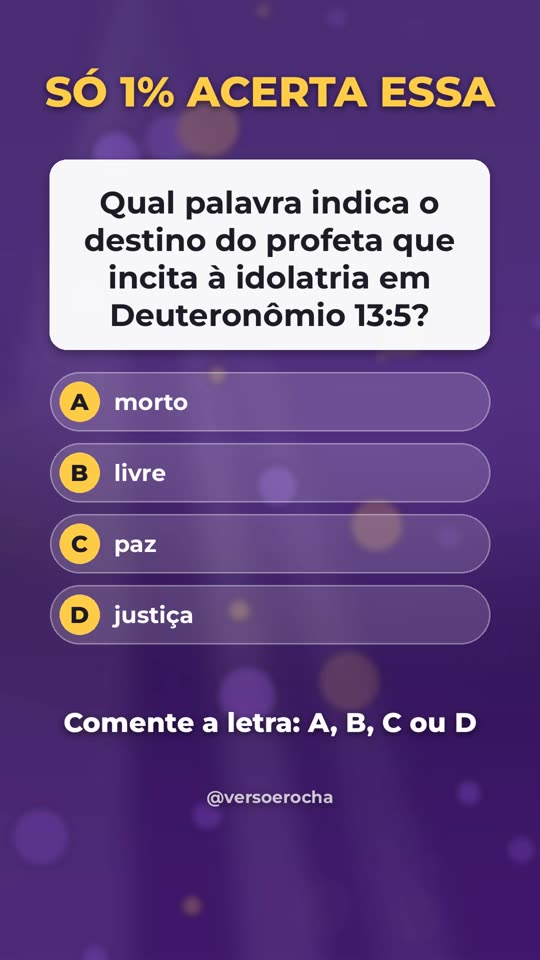 SÓ 1% ACERTA ESSA
Qual palavra indica o
destino do profeta que
incita à idolatria em
Deuteronômio 13:5?
A morto
B livre
C paz
D justiça
Comente a letra: A, B, C ou D
@versoerocha